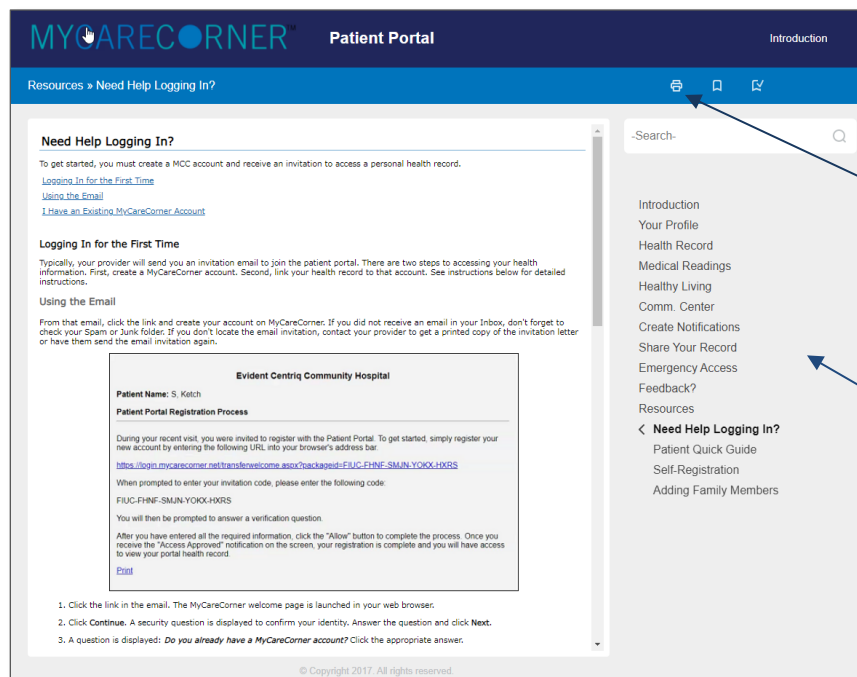 MYCARECORNER™ Patient Portal Introduction
Resources » Need Help Logging In?
Need Help Logging In?
To get started, you must create a MCC account and receive an invitation to access a personal health record.
Logging In for the First Time
Using the Email
I Have an Existing MyCareCorner Account
Logging In for the First Time
Typically, your provider will send you an invitation email to join the patient portal. There are two steps to accessing your health
information. First, create a MyCareCorner account. Second, link your health record to that account. See instructions below for detailed
instructions.
Using the Email
From that email, click the link and create your account on MyCareCorner. If you did not receive an email in your Inbox, don't forget to
check your Spam or Junk folder. If you don't locate the email invitation, contact your provider to get a printed copy of the invitation letter
or have them send the email invitation again.
Evident Centriq Community Hospital
Patient Name: S, Ketch
Patient Portal Registration Process
During your recent visit, you were invited to register with the Patient Portal. To get started, simply register your
new account by entering the following URL into your browser's address bar.
https://login.mycarecorner.net/transferwelcome.aspx?packageid=FIUC-FHNF-SMJN-YOKX-HXRS
When prompted to enter your invitation code, please enter the following code:
FIUC-FHNF-SMJN-YOKX-HXRS
You will then be prompted to answer a verification question.
After you have entered all the required information, click the "Allow" button to complete the process. Once you
receive the "Access Approved" notification on the screen, your registration is complete and you will have access
to view your portal health record.
Print
1. Click the link in the email. The MyCareCorner welcome page is launched in your web browser.
2. Click Continue. A security question is displayed to confirm your identity. Answer the question and click Next.
3. A question is displayed: Do you already have a MyCareCorner account? Click the appropriate answer.
-Search-
Introduction
Your Profile
Health Record
Medical Readings
Healthy Living
Comm. Center
Create Notifications
Share Your Record
Emergency Access
Feedback?
Resources
Need Help Logging In?
Patient Quick Guide
Self-Registration
Adding Family Members
© Copyright 2017. All rights reserved.